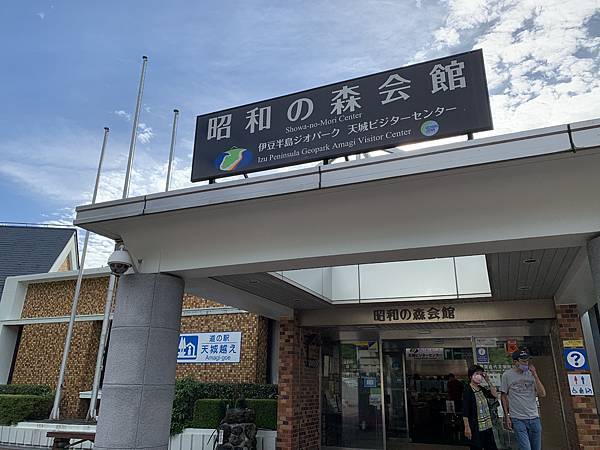 昭和の森会館
Showa-no-Mori Center
伊豆半島ジオパーク 天城ビジターセンター
Izu Peninsula Geopark Amagi Visitor Center
昭和の森会館
道の駅
天城越え
Amagi-goe
?